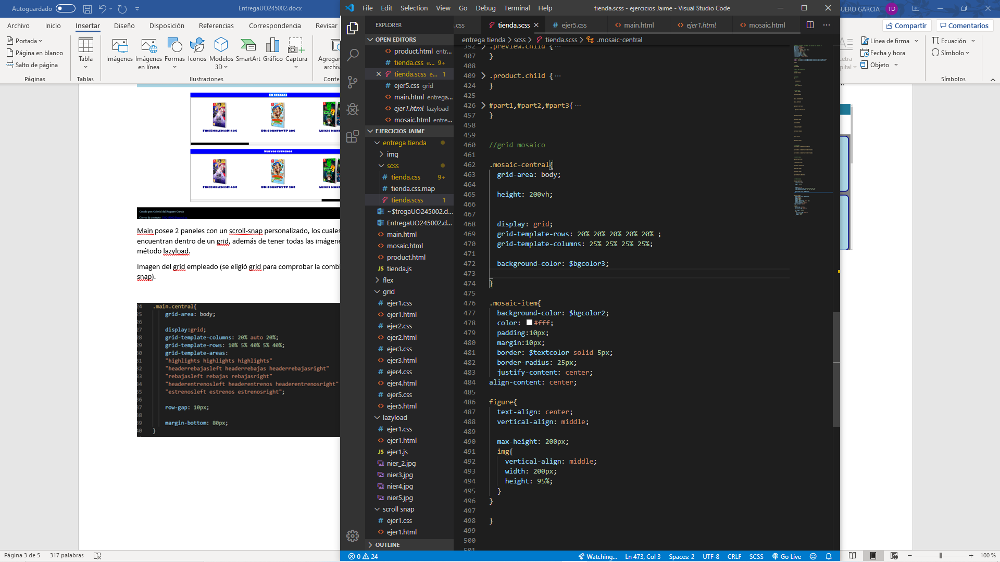 Autoguardado
EntregaUO245002.docx
UERO GARCIA
TD
Archivo Inicio Insertar Diseño Disposición Referencias Correspondencia Revisar
Compartir Comentarios
Portada
Página en blanco
Salto de página
Páginas
Tabla
Tablas
Imágenes
Imágenes en línea
Formas
Iconos
Modelos 3D
SmartArt
Gráfico
Captura
Ilustraciones
Agregar
archiv
Conte
Letra
pital
Línea de firma
Fecha y hora
Objeto
Ecuación
Símbolo
Símbolos
En rebajas
FireEmblem:3H 40€ DK:CountryTP 20€ Luigis Mans
Nuevos estrenos
FireEmblem:3H 40€ DK:CountryTP 20€ Luigis Mans
Creado por: Gabriel del Reguero Garcia
Correo de contacto:
Main posee 2 paneles con un scroll-snap personalizado, los cuales
encuentran dentro de un grid, además de tener todas las imágene
método lazyload.
Imagen del grid empleado (se eligió grid para comprobar la combi
snap).
24 .main.central{
25 grid-area: body;
26
27 display:grid;
28 grid-template-columns: 20% auto 20%;
29 grid-template-rows: 10% 5% 40% 5% 40%;
30 grid-template-areas:
31 "highlights highlights highlights"
32 "headerrebajasleft headerrebajas headerrebajasright"
33 "rebajasleft rebajas rebajasright"
34 "headerentrenosleft headerentrenos headerentrenosright"
35 "estrenosleft estrenos estrenosright";
36
37 row-gap: 10px;
38
39 margin-bottom: 80px;
40 }
Página 3 de 5 317 palabras
100 %
File Edit Selection View Go Debug Terminal Help
tienda.scss - ejercicios Jaime - Visual Studio Code
EXPLORER
OPEN EDITORS
product.html entr...
tienda.css e... 9+
tienda.scss e... 1
ejer5.css grid
main.html entrega...
ejer1.html lazyload
mosaic.html entre...
EJERCICIOS JAIME
entrega tienda
img
scss
tienda.css 9+
tienda.css.map
tienda.scss 1
~$tregaUO245002.d...
EntregaUO245002.d...
main.html
mosaic.html
product.html
tienda.js
flex
grid
ejer1.css
ejer1.html
ejer2.css
ejer2.html
ejer3.css
ejer3.html
ejer4.css
ejer4.html
ejer5.css
ejer5.html
lazyload
ejer1.css
ejer1.html
ejer1.js
nier_2.jpg
nier3.jpg
nier4.jpg
nier5.jpg
scroll snap
ejer1.css
ejer1.html
OUTLINE
.css tienda.scss ejer5.css main.html ejer1.html mosaic.html
entrega tienda > scss > tienda.scss > .mosaic-central
392 .preview.child {...
407 }
408
409 .product.child {...
424 }
425
426 #part1,#part2,#part3{...
457 }
458
459
460 //grid mosaico
461
462 .mosaic-central{
463 grid-area: body;
464
465 height: 200vh;
466
467
468 display: grid;
469 grid-template-rows: 20% 20% 20% 20% 20% ;
470 grid-template-columns: 25% 25% 25% 25%;
471
472 background-color: $bgcolor3;
473
474 }
475
476 .mosaic-item{
477 background-color: $bgcolor2;
478 color: #fff;
479 padding:10px;
480 margin:10px;
481 border: $textcolor solid 5px;
482 border-radius: 25px;
483 justify-content: center;
484 align-content: center;
485
486 figure{
487 text-align: center;
488 vertical-align: middle;
489
490 max-height: 200px;
491 img{
492 vertical-align: middle;
493 width: 200px;
494 height: 95%;
495 }
496 }
497
498 }
499
500
501
0 24
Watching... Ln 473, Col 3 Spaces: 2 UTF-8 CRLF SCSS Go Live